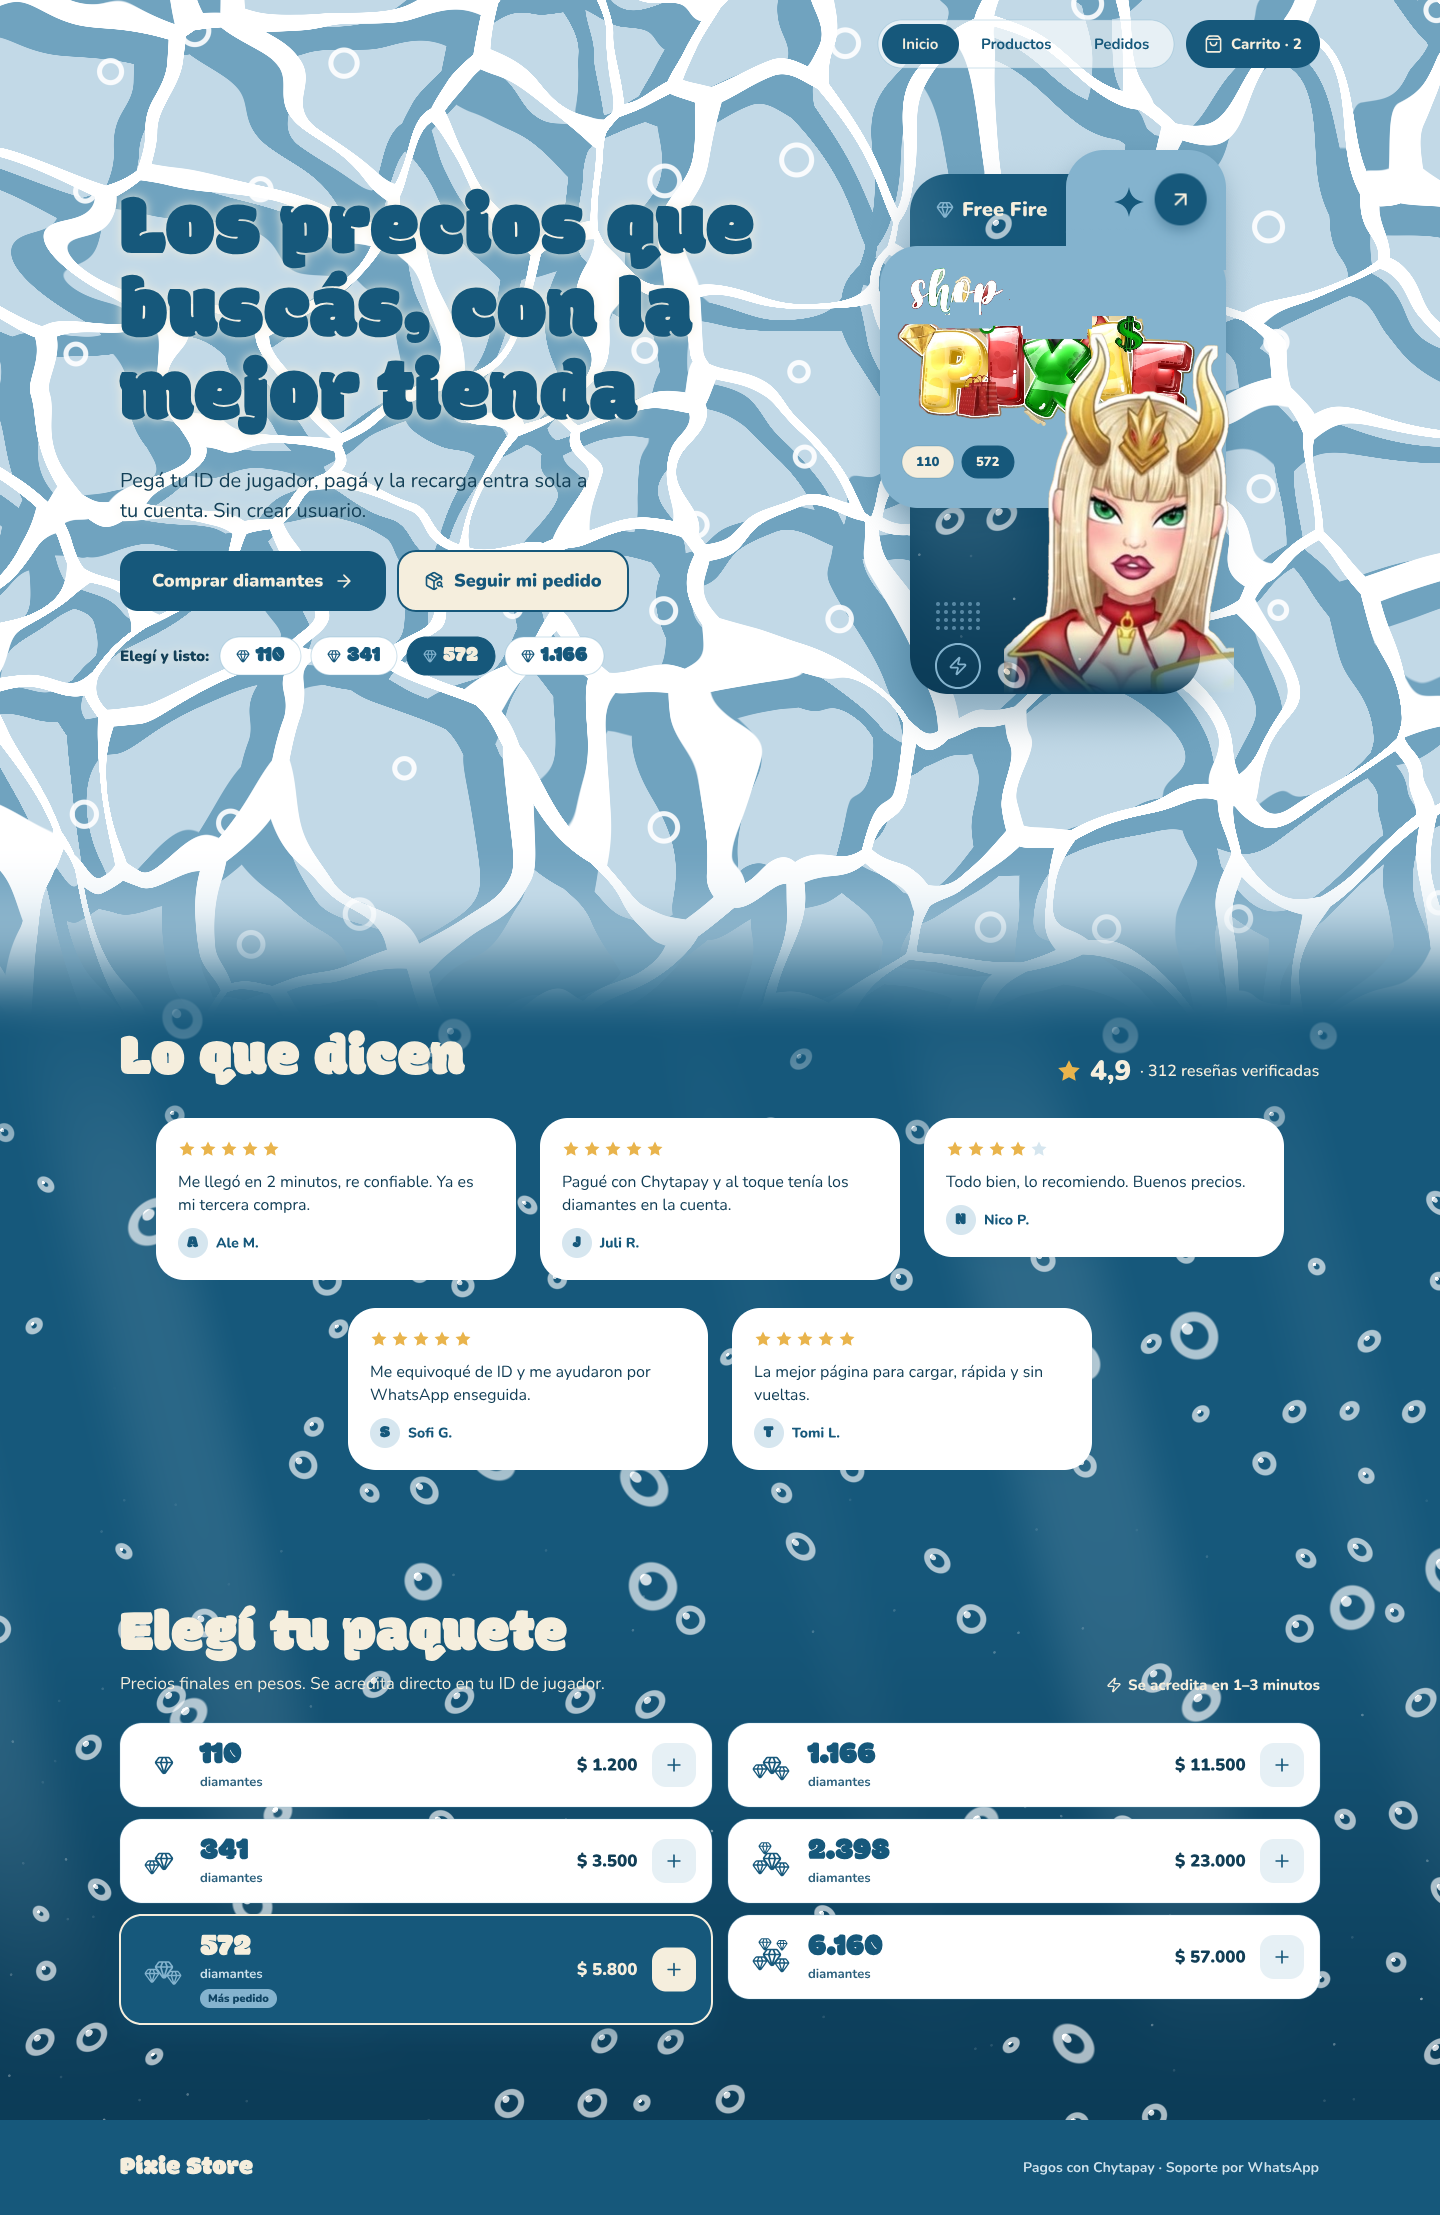 Inicio
Productos
Pedidos
Carrito · 2
Los precios que
buscás, con la
mejor tienda
Pegá tu ID de jugador, pagá y la recarga entra sola a
tu cuenta. Sin crear usuario.
Comprar diamantes
Seguir mi pedido
Elegí y listo:
110
341
572
1.166
Free Fire
shop
PIXIE
$
110
572
Lo que dicen
4,9 · 312 reseñas verificadas
Me llegó en 2 minutos, re confiable. Ya es
mi tercera compra.
A
Ale M.
Pagué con Chytapay y al toque tenía los
diamantes en la cuenta.
J
Juli R.
Todo bien, lo recomiendo. Buenos precios.
N
Nico P.
Me equivoqué de ID y me ayudaron por
WhatsApp enseguida.
S
Sofi G.
La mejor página para cargar, rápida y sin
vueltas.
T
Tomi L.
Elegí tu paquete
Precios finales en pesos. Se acredita directo en tu ID de jugador.
Se acredita en 1–3 minutos
110
diamantes
$ 1.200
1.166
diamantes
$ 11.500
341
diamantes
$ 3.500
2.398
diamantes
$ 23.000
572
diamantes
Más pedido
$ 5.800
6.160
diamantes
$ 57.000
Pixie Store
Pagos con Chytapay · Soporte por WhatsApp